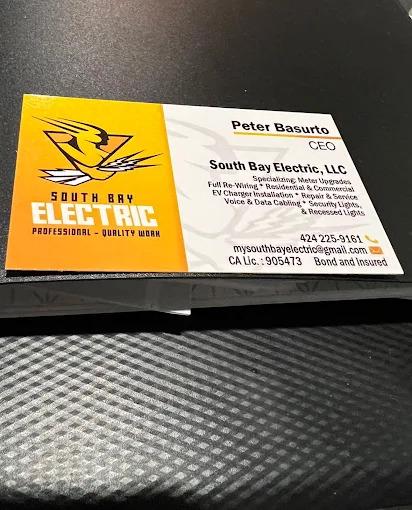 SOUTH BAY
ELECTRIC
PROFESSIONAL - QUALITY WORK
Peter Basurto
CEO
South Bay Electric, LLC.
Specializing: Meter Upgrades,
Full Re-Wiring * Residential & Commercial
EV Charger Installation * Repair & Service
Voice & Data Cabling * Security Lights,
& Recessed Lights
424 225-9161
mysouthbayelectric@gmail.com
CA Lic. : 905473 Bond and Insured